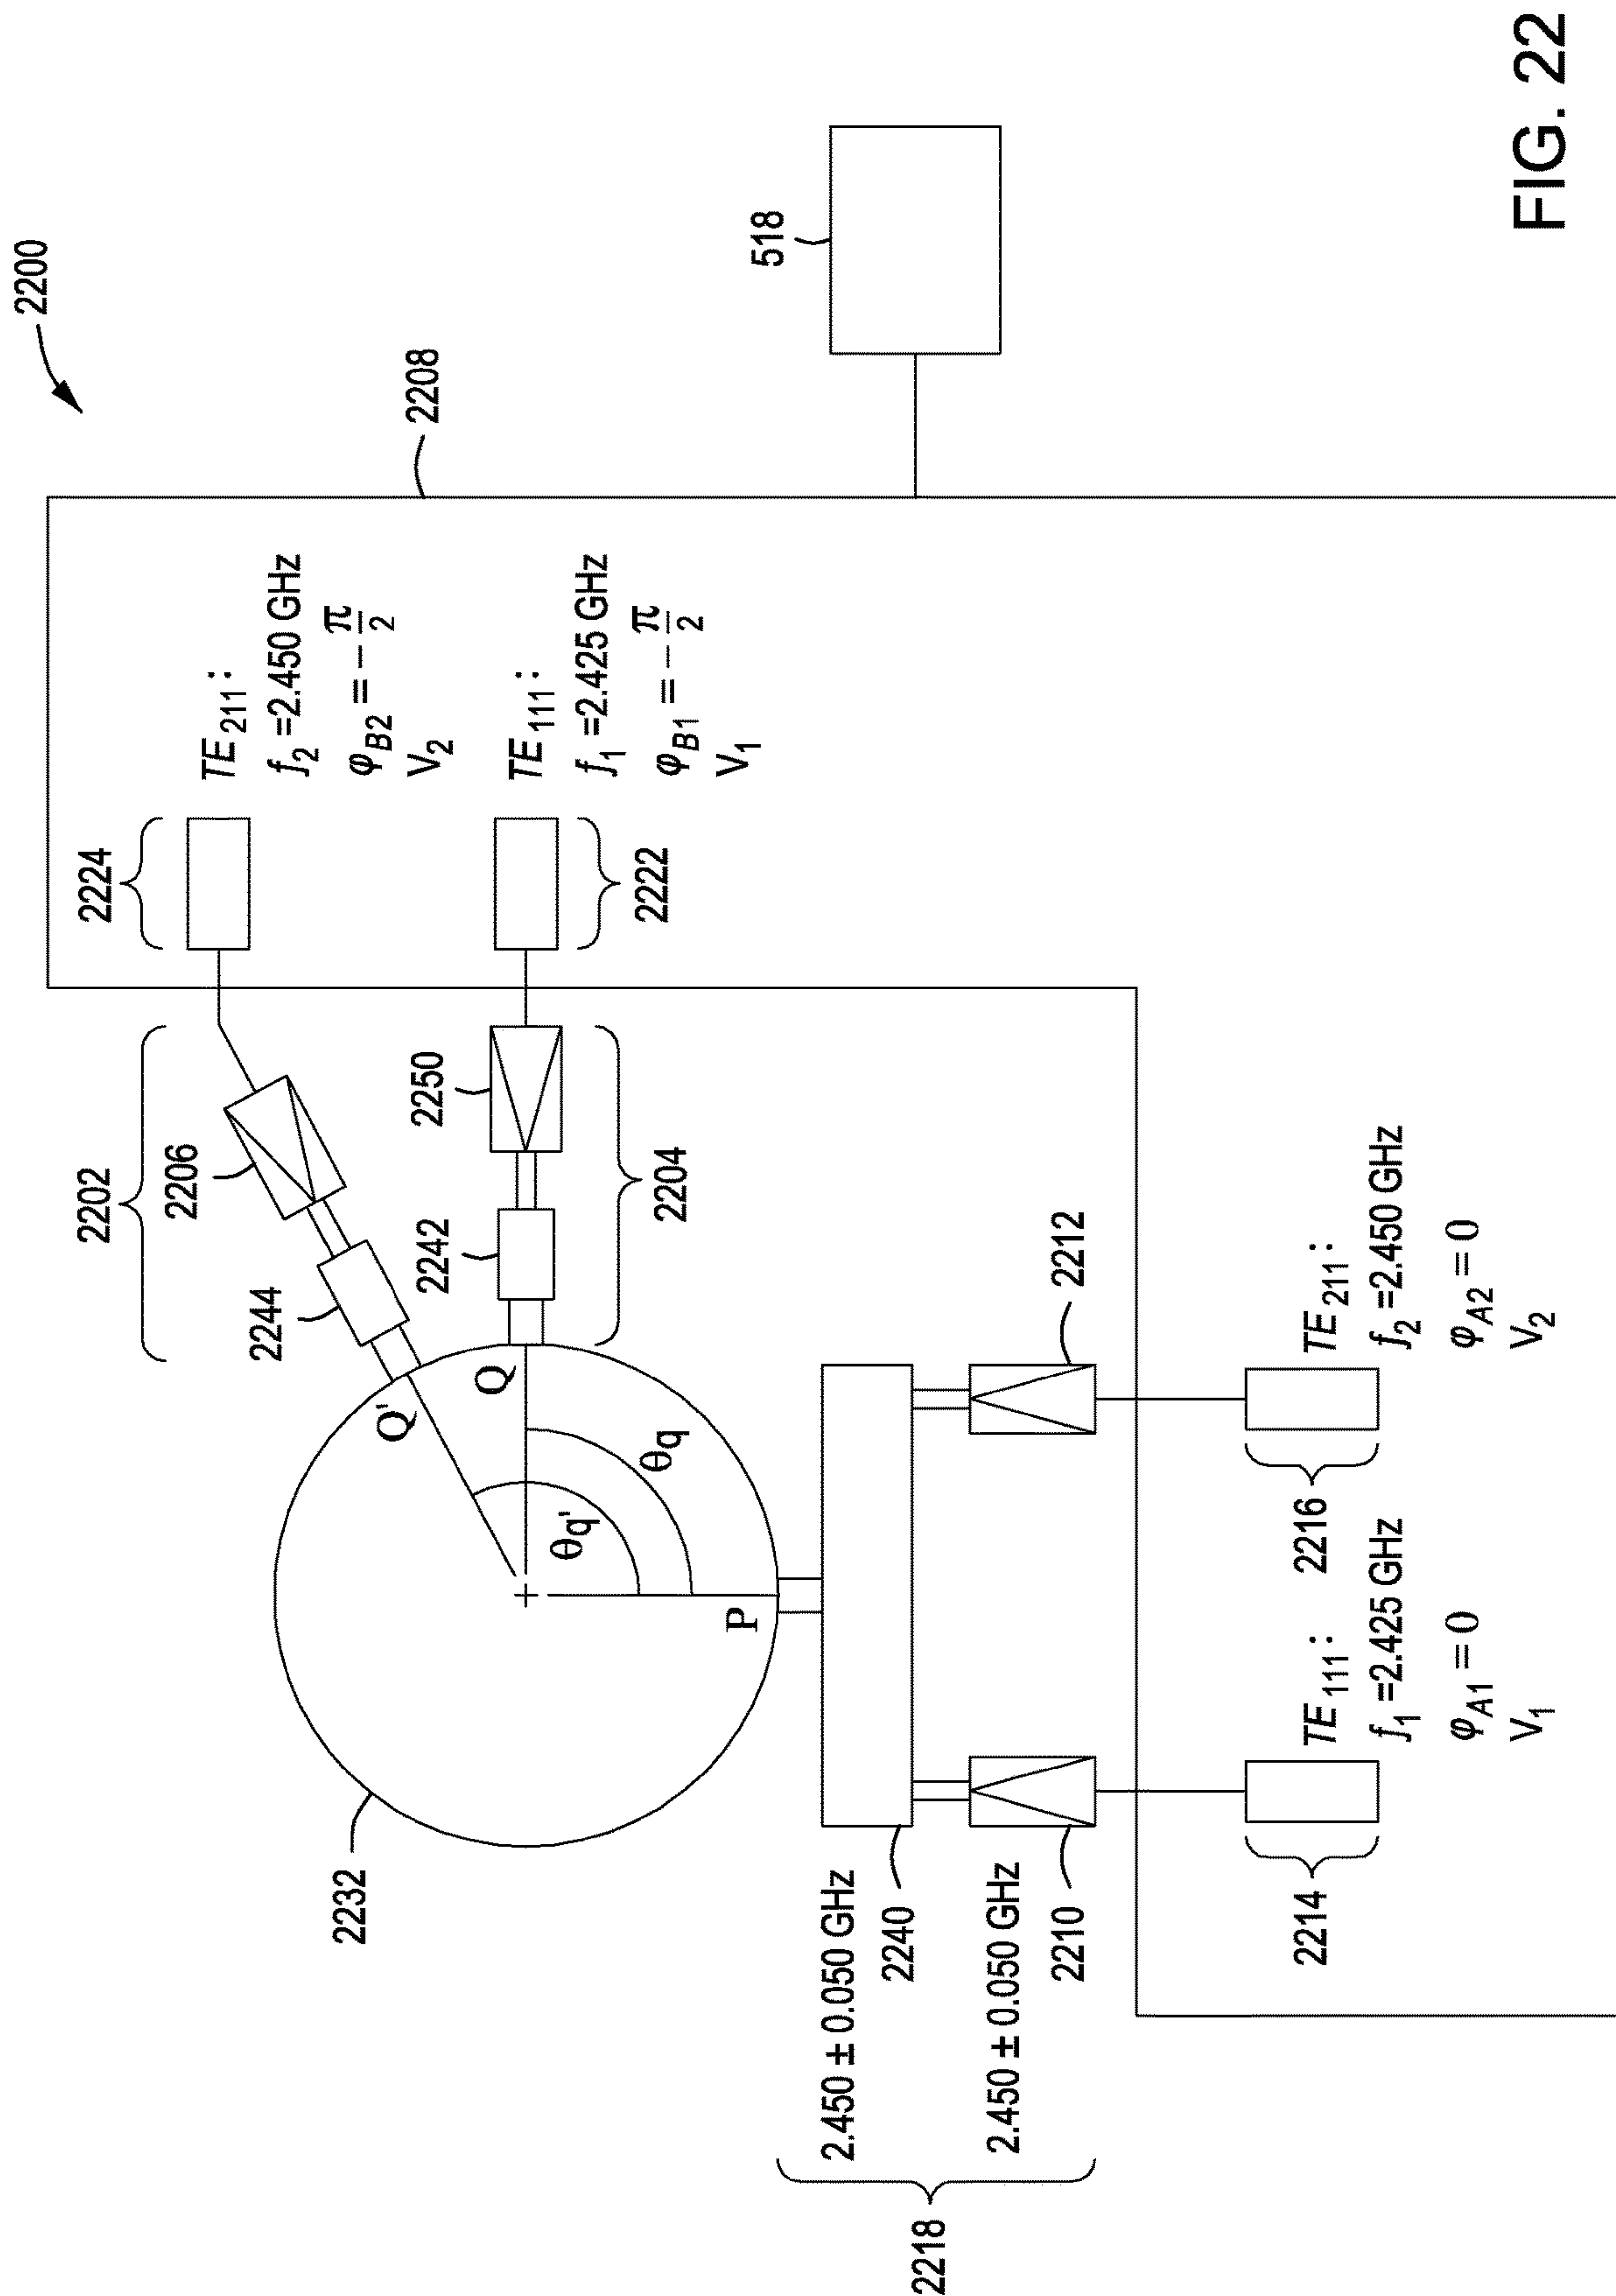 2200
2208
518
2224
TE211:
f2 =2.450 GHz
φB2 = − π/2
V2
2202
2206
2244
2250
2242
2222
TE111:
f1 =2.425 GHz
φB1 = − π/2
V1
2204
Q'
Q
θq'
θq
P
2232
2.450 ± 0.050 GHz
2240
2.450 ± 0.050 GHz
2210
2218
2212
2214
TE111:
f1 =2.425 GHz
φA1 = 0
V1
2216
TE211:
f2 =2.450 GHz
φA2 = 0
V2
FIG. 22